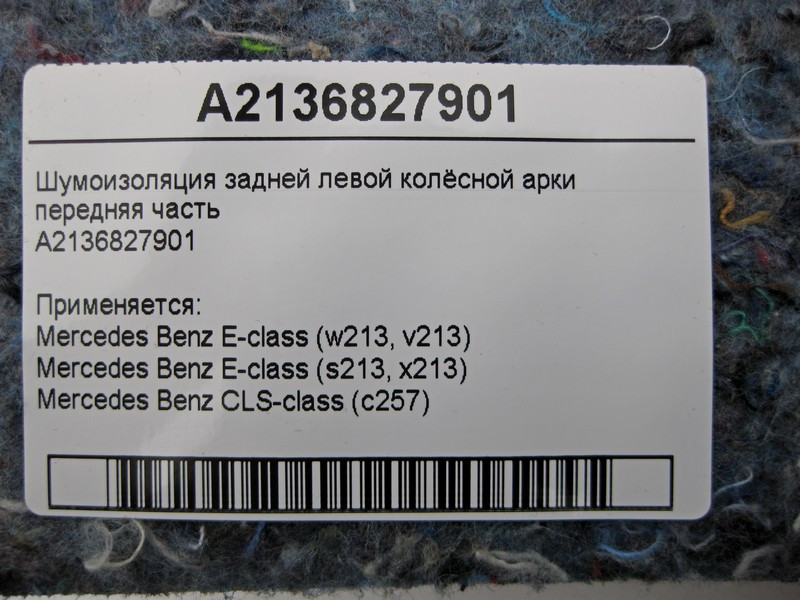 A2136827901
Шумоизоляция задней левой колёсной арки
передняя часть
A2136827901
Применяется:
Mercedes Benz E-class (w213, v213)
Mercedes Benz E-class (s213, x213)
Mercedes Benz CLS-class (c257)